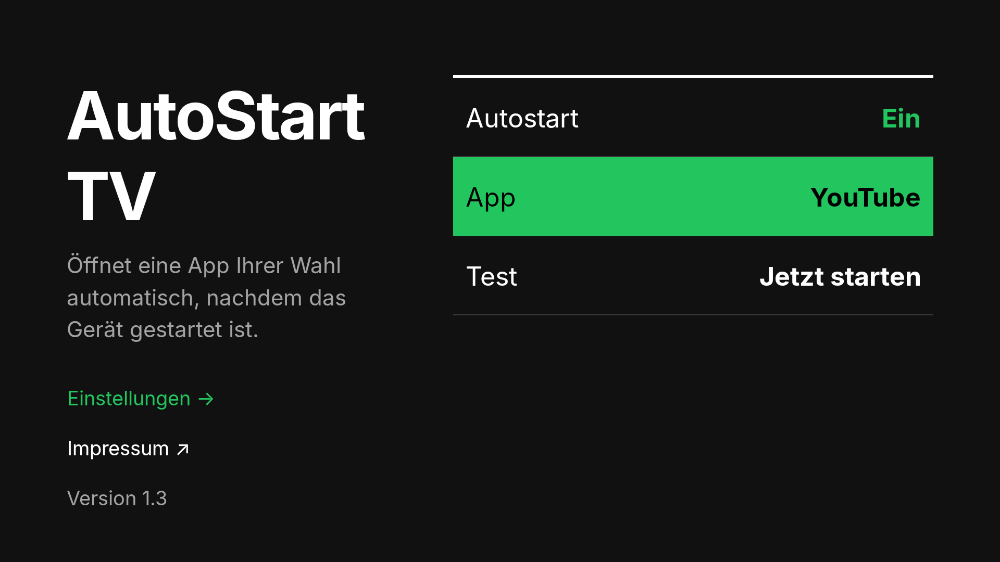 AutoStart
TV
Öffnet eine App Ihrer Wahl
automatisch, nachdem das
Gerät gestartet ist.
Einstellungen →
Impressum ↗
Version 1.3
Autostart Ein
App YouTube
Test Jetzt starten